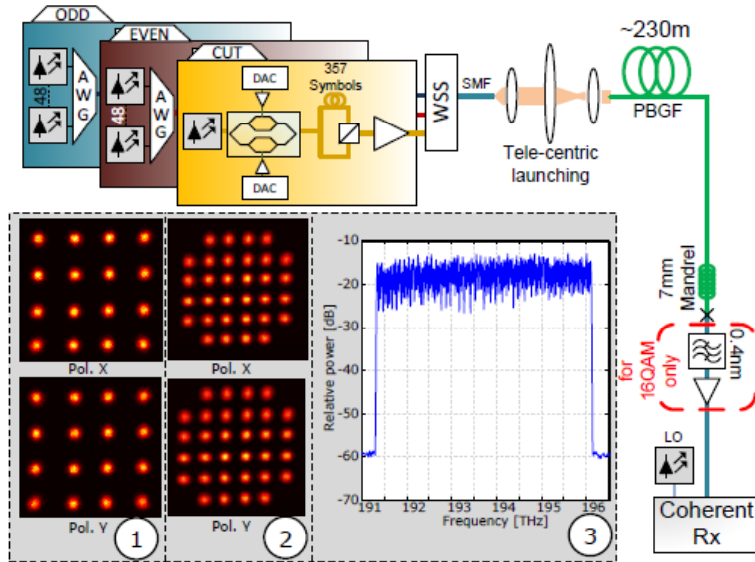 ODD
EVEN
CUT
48
AWG
48
AWG
DAC
DAC
357
Symbols
WSS
SMF
Tele-centric
launching
~230m
PBGF
7mm
Mandrel
for
16QAM
only
0.4nm
LO
Coherent
Rx
Pol. X
Pol. Y
1
Pol. X
Pol. Y
2
Relative power [dB]
-10
-20
-30
-40
-50
-60
-70
191
192
193
194
195
196
Frequency [THz]
3